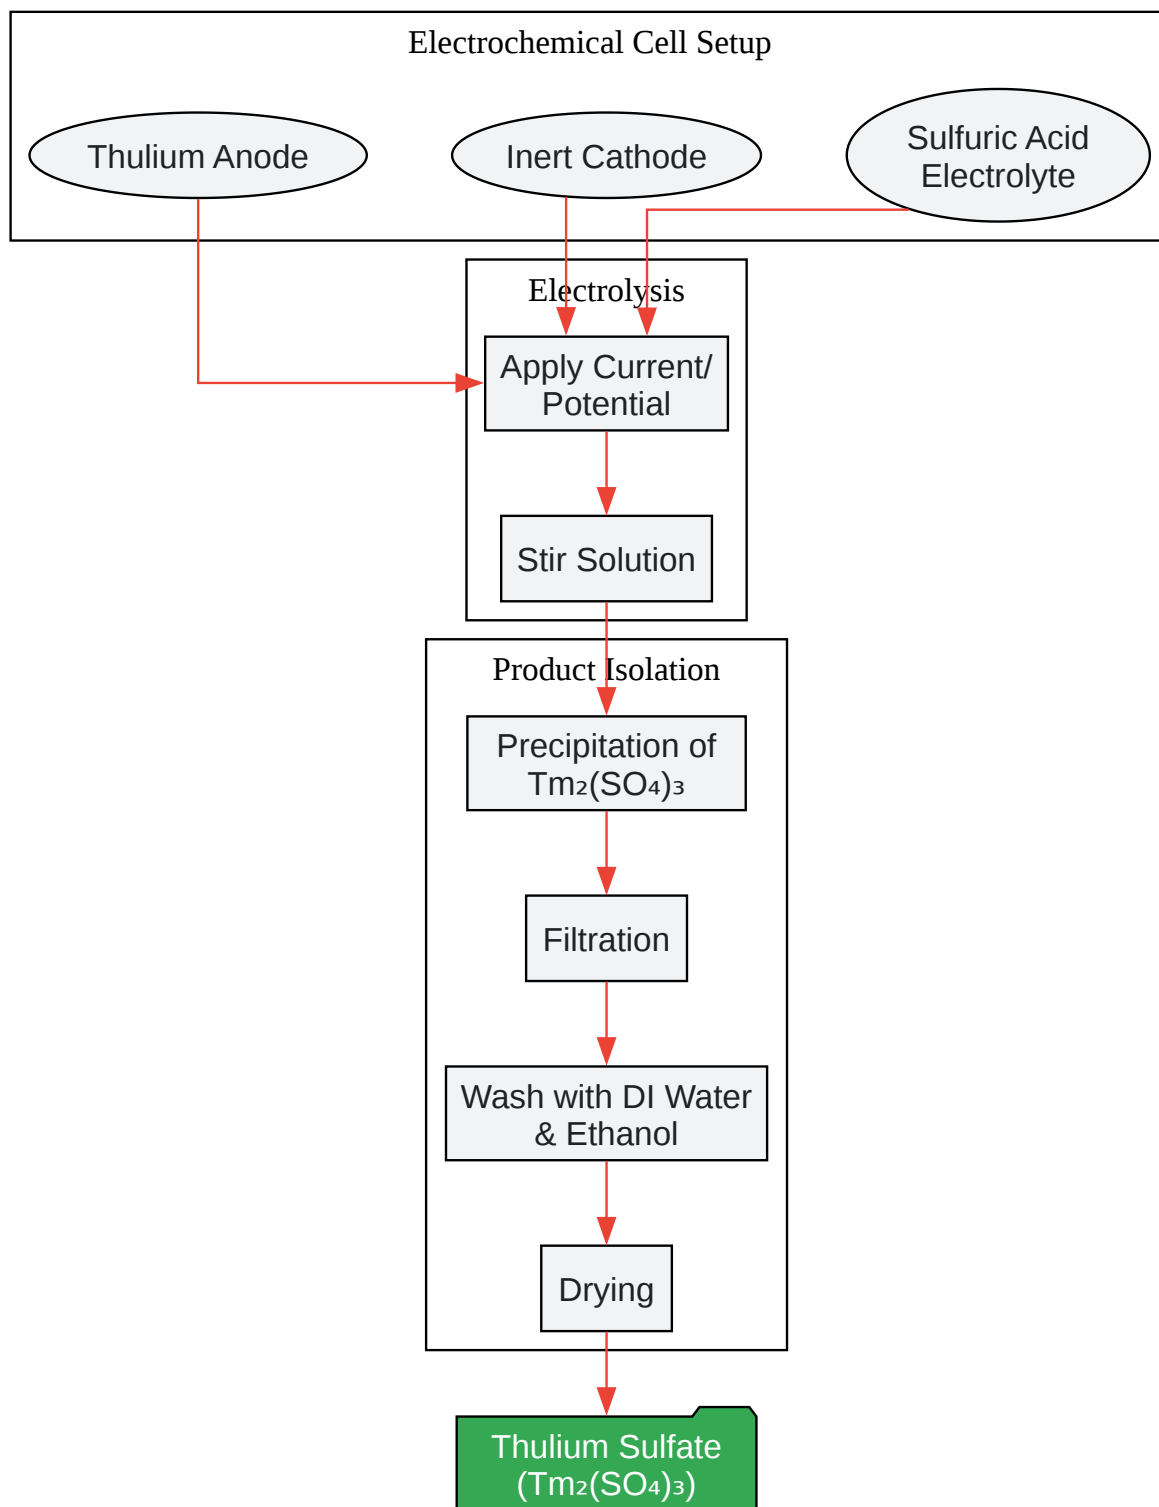 Electrochemical Cell Setup
Thulium Anode
Inert Cathode
Sulfuric Acid
Electrolyte
Electrolysis
Apply Current/
Potential
Stir Solution
Product Isolation
Precipitation of
Tm₂(SO₄)₃
Filtration
Wash with DI Water
& Ethanol
Drying
Thulium Sulfate
(Tm₂(SO₄)₃)